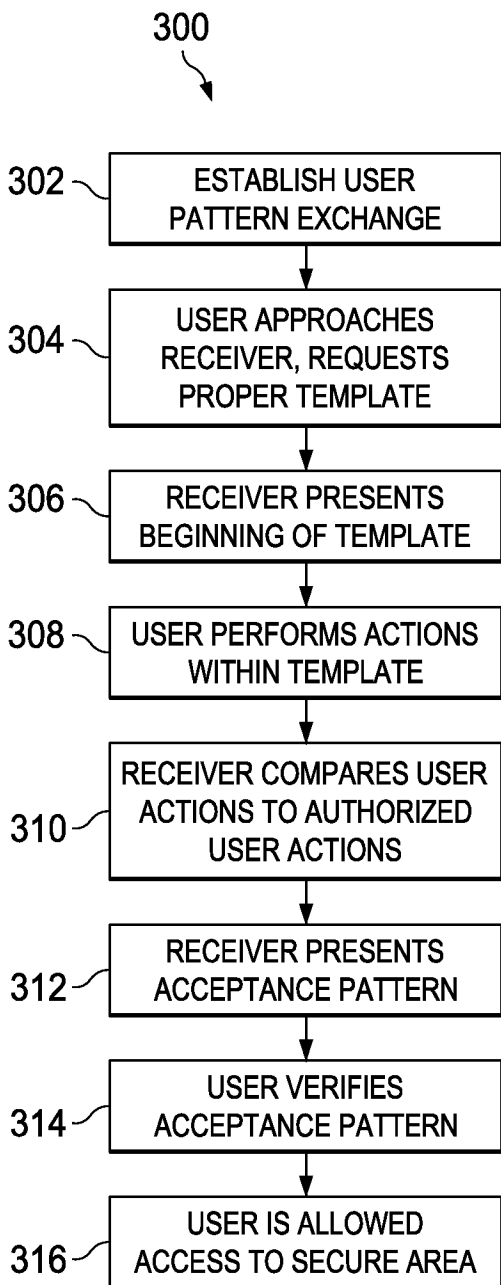 300
302
ESTABLISH USER
PATTERN EXCHANGE
304
USER APPROACHES
RECEIVER, REQUESTS
PROPER TEMPLATE
306
RECEIVER PRESENTS
BEGINNING OF TEMPLATE
308
USER PERFORMS ACTIONS
WITHIN TEMPLATE
310
RECEIVER COMPARES USER
ACTIONS TO AUTHORIZED
USER ACTIONS
312
RECEIVER PRESENTS
ACCEPTANCE PATTERN
314
USER VERIFIES
ACCEPTANCE PATTERN
316
USER IS ALLOWED
ACCESS TO SECURE AREA